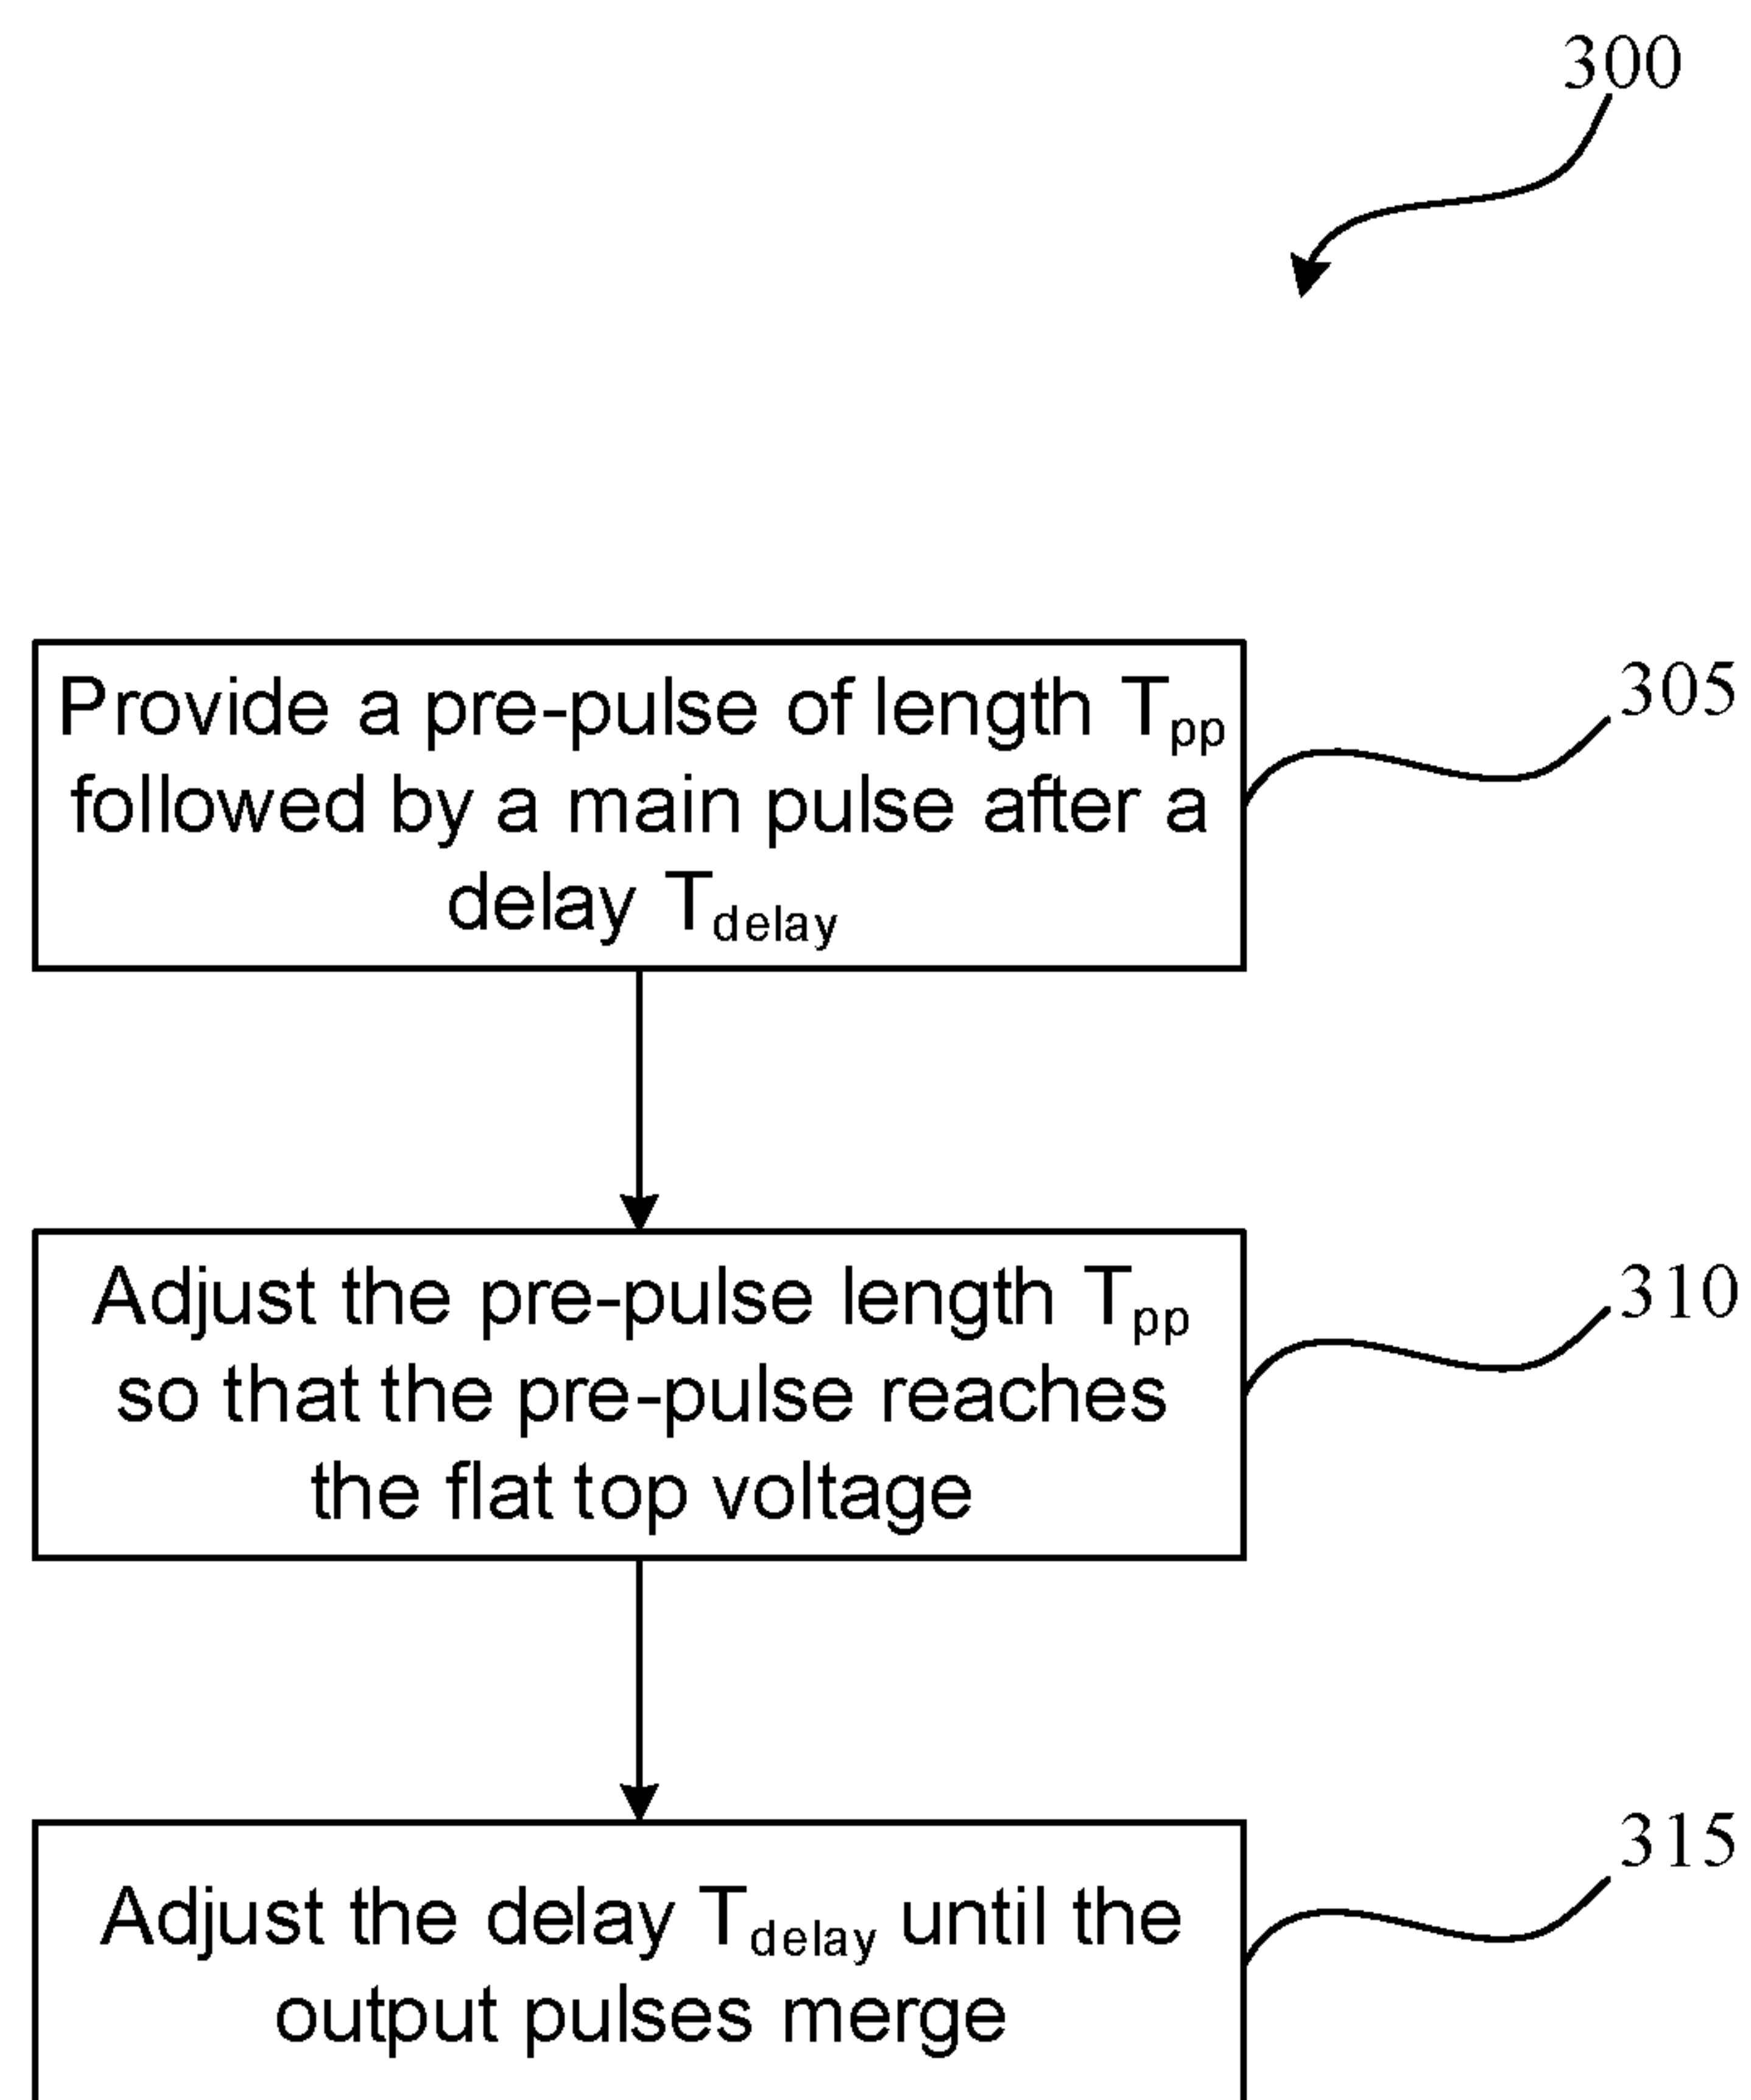 300
Provide a pre-pulse of length Tpp
followed by a main pulse after a
delay Tdelay
305
Adjust the pre-pulse length Tpp
so that the pre-pulse reaches
the flat top voltage
310
Adjust the delay Tdelay until the
output pulses merge
315